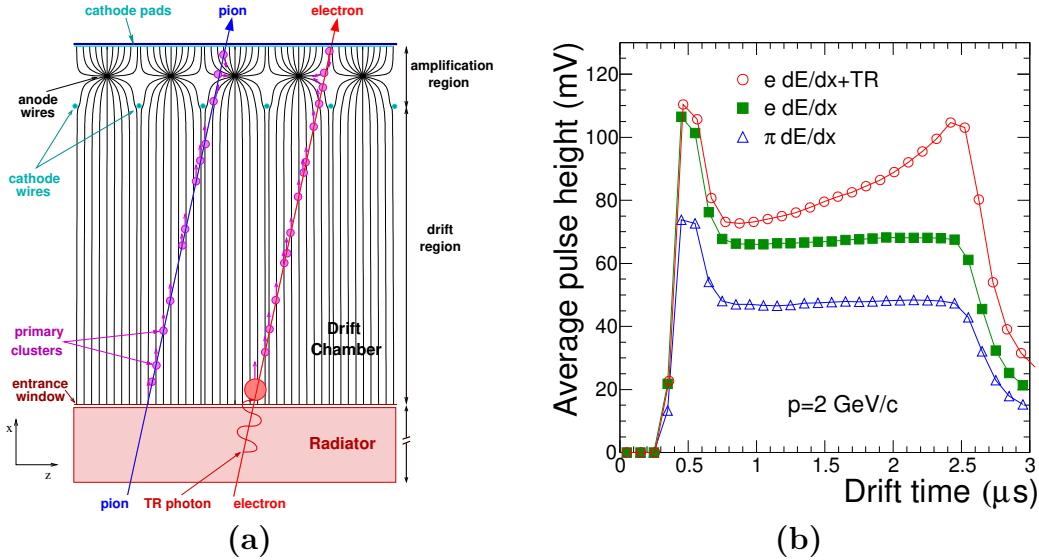 cathode pads
pion
electron
amplification
region
anode
wires
cathode
wires
drift
region
primary
clusters
Drift
Chamber
entrance
window
Radiator
x
z
pion
TR photon
electron
(a)
Average pulse height (mV)
120
100
80
60
40
20
0
e dE/dx+TR
e dE/dx
π dE/dx
p=2 GeV/c
0 0.5 1 1.5 2 2.5 3
Drift time (μs)
(b)